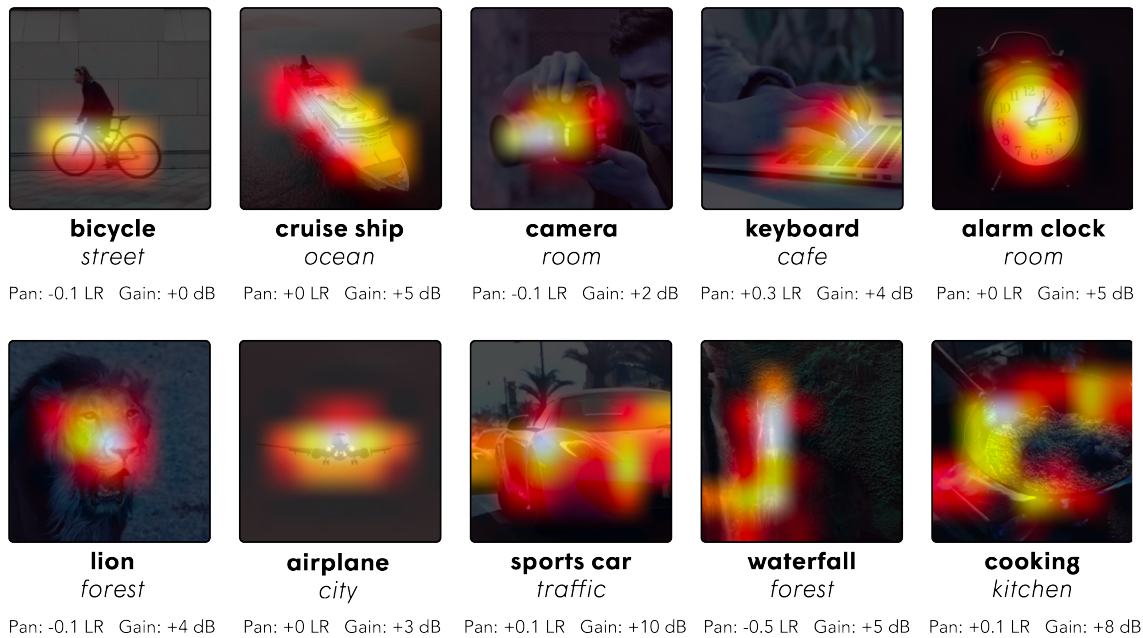 bicycle
street
Pan: -0.1 LR Gain: +0 dB
cruise ship
ocean
Pan: +0 LR Gain: +5 dB
camera
room
Pan: -0.1 LR Gain: +2 dB
keyboard
cafe
Pan: +0.3 LR Gain: +4 dB
alarm clock
room
Pan: +0 LR Gain: +5 dB
lion
forest
Pan: -0.1 LR Gain: +4 dB
airplane
city
Pan: +0 LR Gain: +3 dB
sports car
traffic
Pan: +0.1 LR Gain: +10 dB
waterfall
forest
Pan: -0.5 LR Gain: +5 dB
cooking
kitchen
Pan: +0.1 LR Gain: +8 dB